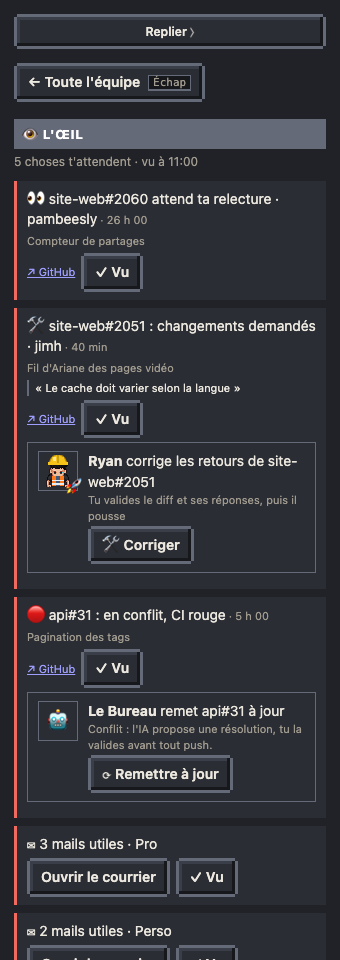 Replier ›
← Toute l'équipe Échap
L'ŒIL
5 choses t'attendent · vu à 11:00
site-web#2060 attend ta relecture ·
pambeesly · 26 h 00
Compteur de partages
↗ GitHub ✓ Vu
site-web#2051 : changements demandés
· jimh · 40 min
Fil d'Ariane des pages vidéo
« Le cache doit varier selon la langue »
↗ GitHub ✓ Vu
Ryan corrige les retours de site-
web#2051
Tu valides le diff et ses réponses, puis il
pousse
Corriger
api#31 : en conflit, CI rouge · 5 h 00
Pagination des tags
↗ GitHub ✓ Vu
Le Bureau remet api#31 à jour
Conflit : l'IA propose une résolution, tu la
valides avant tout push.
⟳ Remettre à jour
✉ 3 mails utiles · Pro
Ouvrir le courrier ✓ Vu
✉ 2 mails utiles · Perso